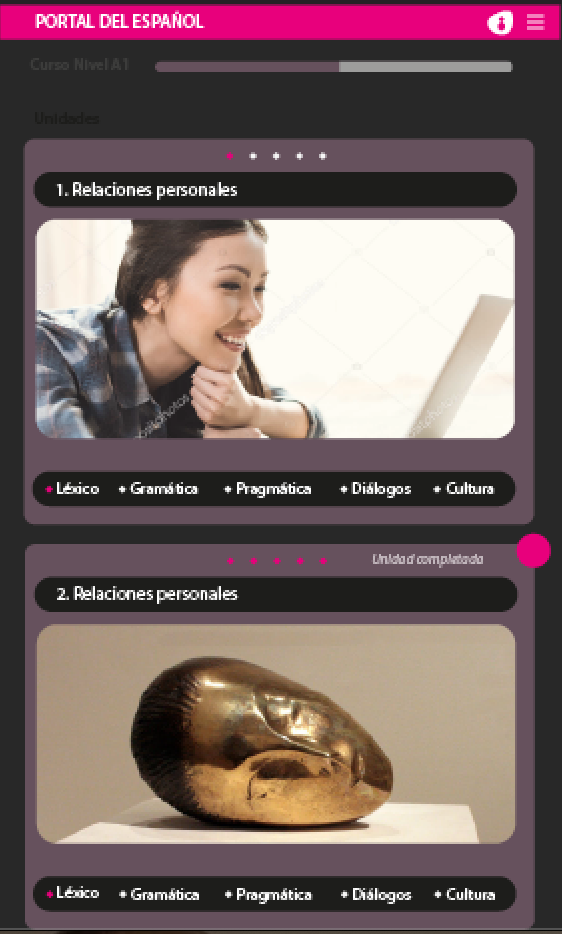 PORTAL DEL ESPAÑOL
Curso Nivel A1
Unidades
1. Relaciones personales
Léxico Gramática Pragmática Diálogos Cultura
Unidad completada
2. Relaciones personales
Léxico Gramática Pragmática Diálogos Cultura